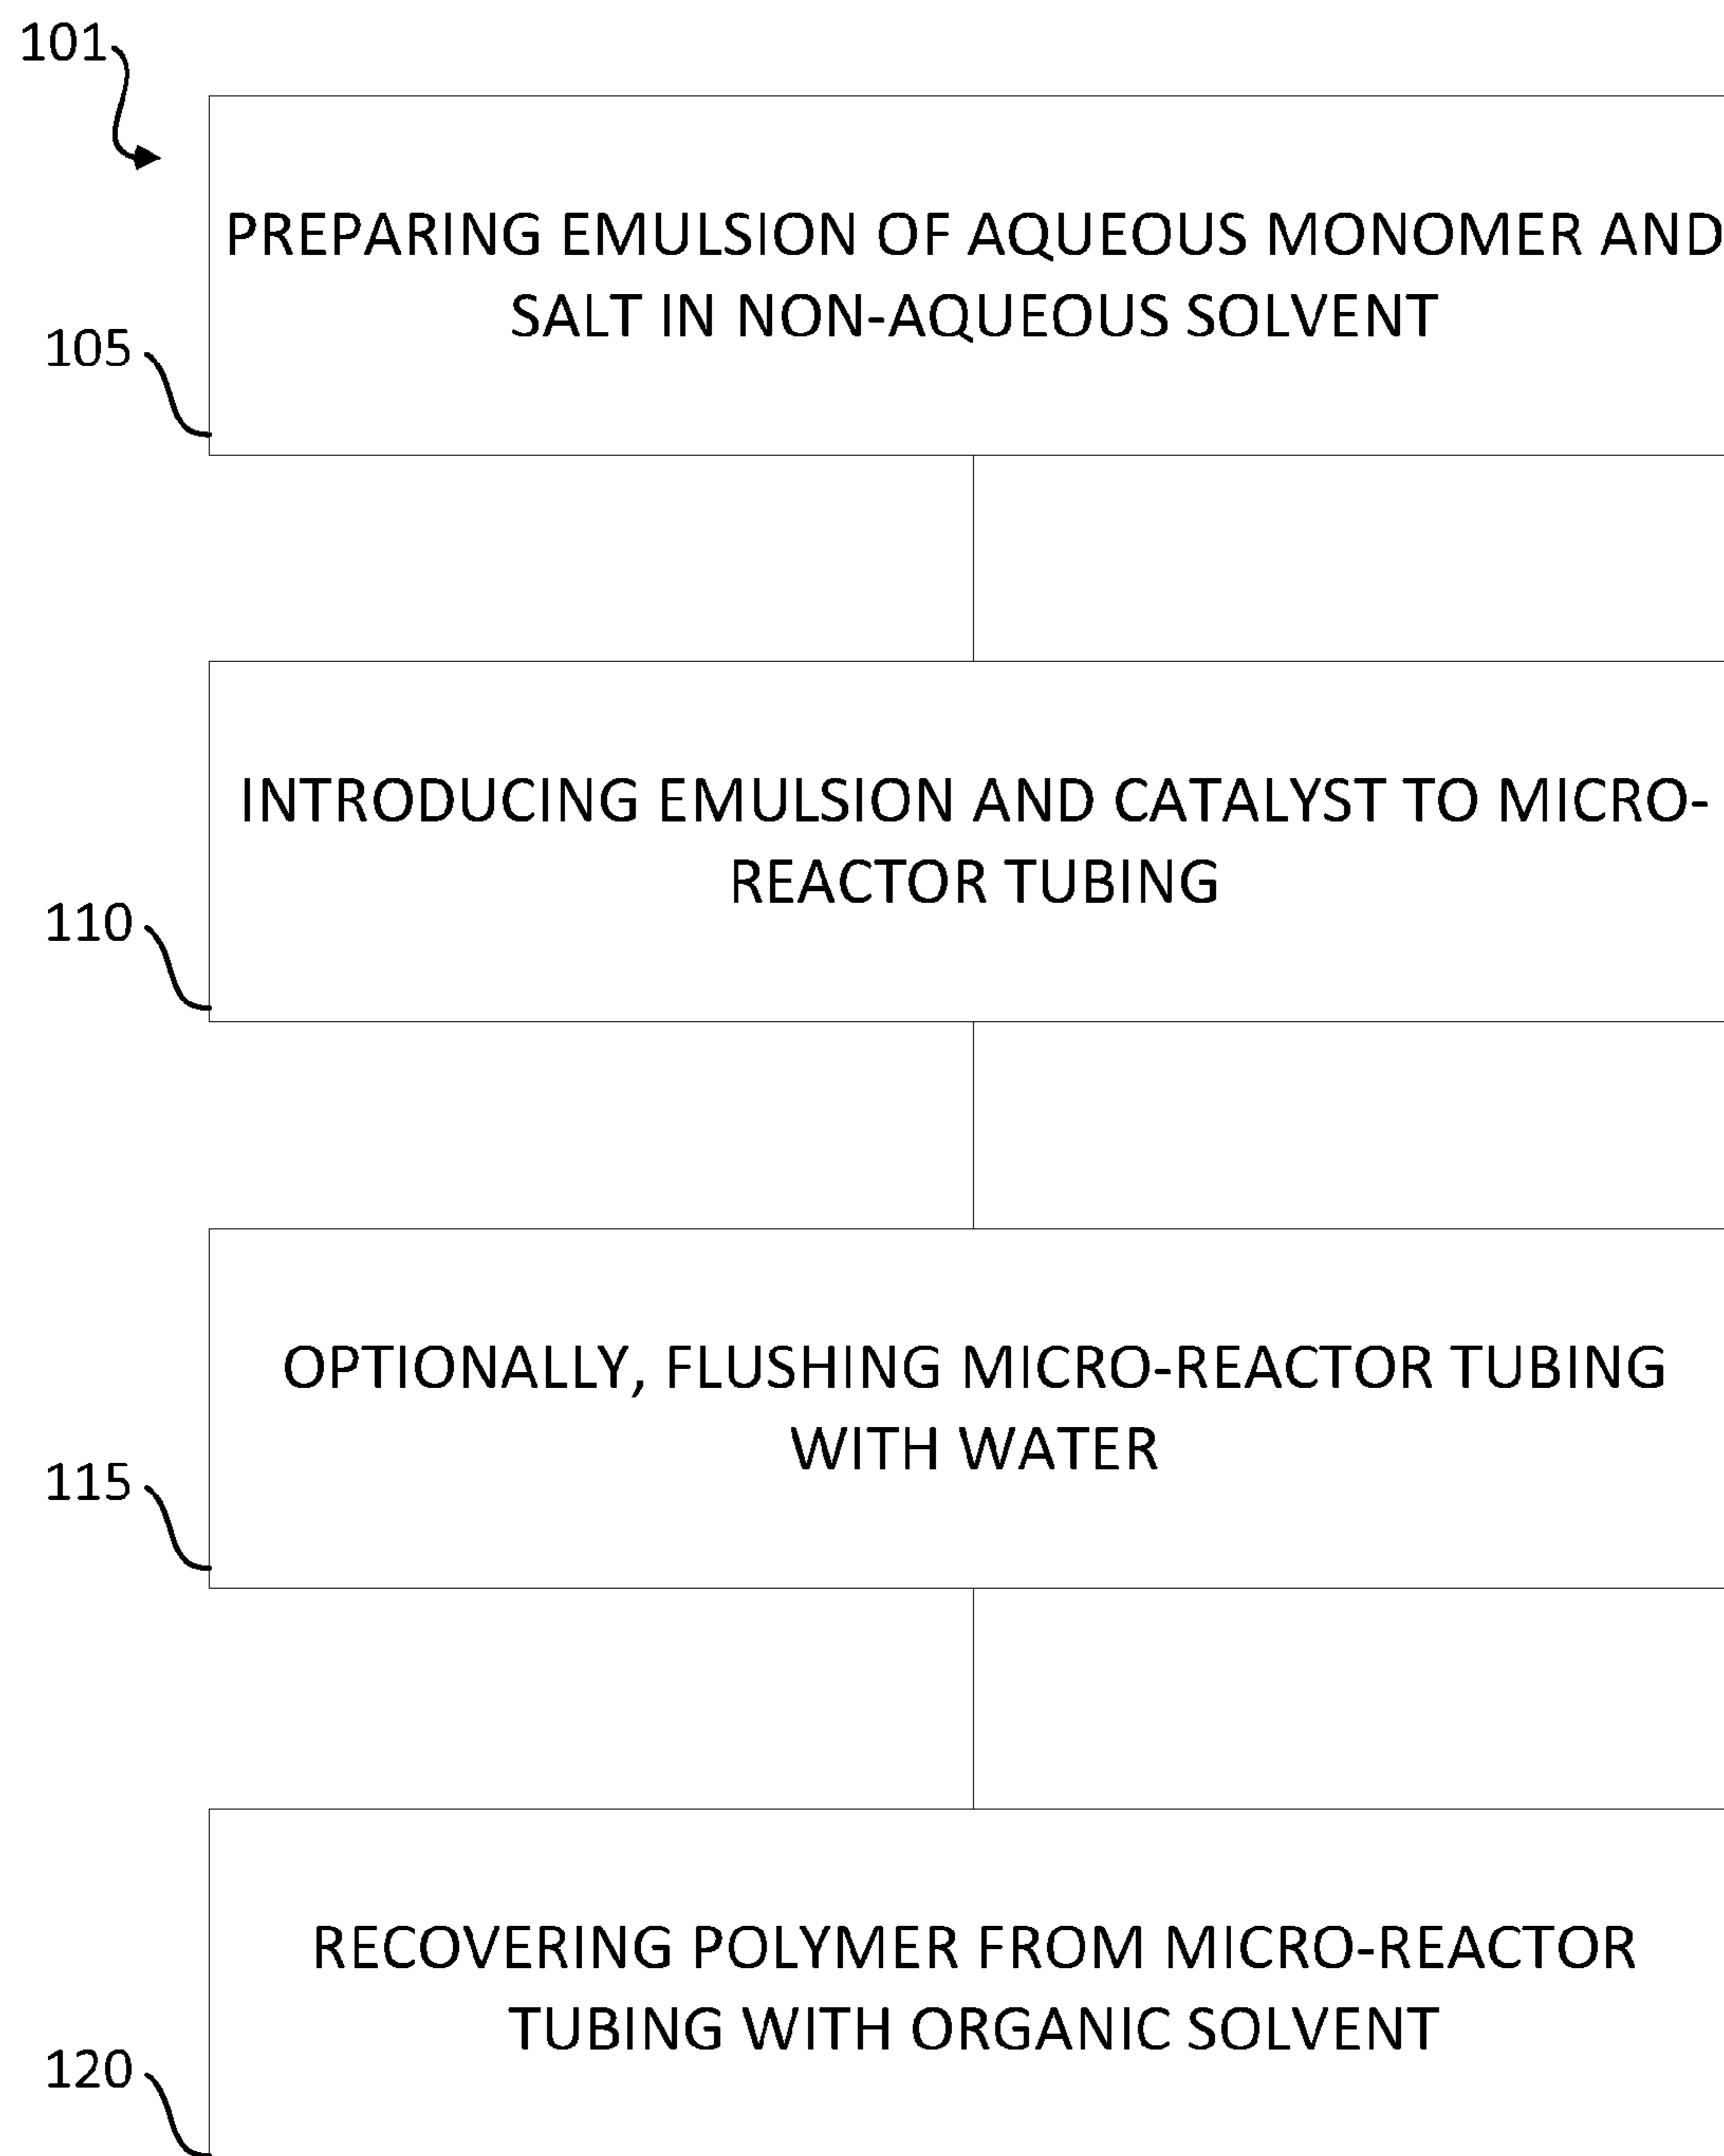 101
PREPARING EMULSION OF AQUEOUS MONOMER AND
SALT IN NON-AQUEOUS SOLVENT
105
INTRODUCING EMULSION AND CATALYST TO MICRO-
REACTOR TUBING
110
OPTIONALLY, FLUSHING MICRO-REACTOR TUBING
WITH WATER
115
RECOVERING POLYMER FROM MICRO-REACTOR
TUBING WITH ORGANIC SOLVENT
120